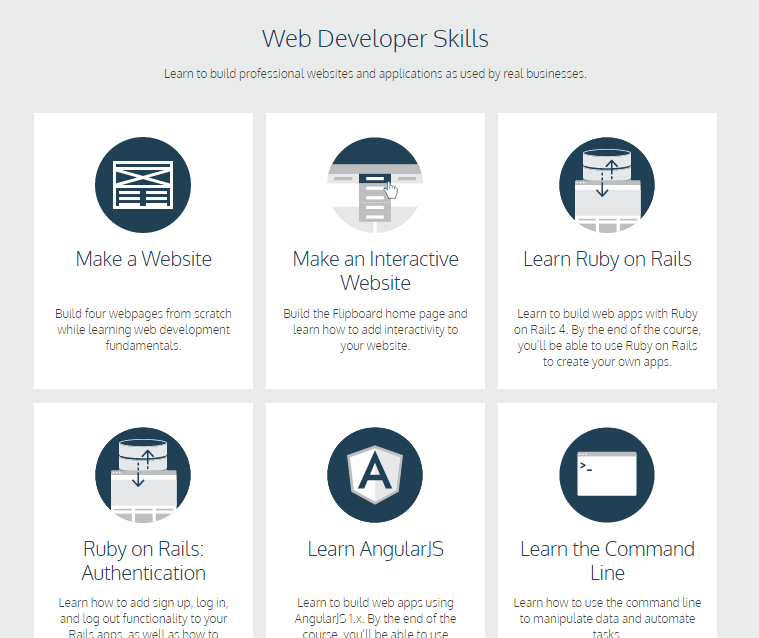 Web Developer Skills
Learn to build professional websites and applications as used by real businesses.
Make a Website
Build four webpages from scratch
while learning web development
fundamentals.
Make an Interactive
Website
Build the Flipboard home page and
learn how to add interactivity to
your website.
Learn Ruby on Rails
Learn to build web apps with Ruby
on Rails 4. By the end of the course,
you'll be able to use Ruby on Rails
to create your own apps.
Ruby on Rails:
Authentication
Learn how to add sign up, log in,
and log out functionality to your
Rails apps, as well as how to
A
Learn AngularJS
Learn to build web apps using
AngularJS 1.x. By the end of the
course, you'll be able to use
>_
Learn the Command
Line
Learn how to use the command line
to manipulate data and automate
tasks.